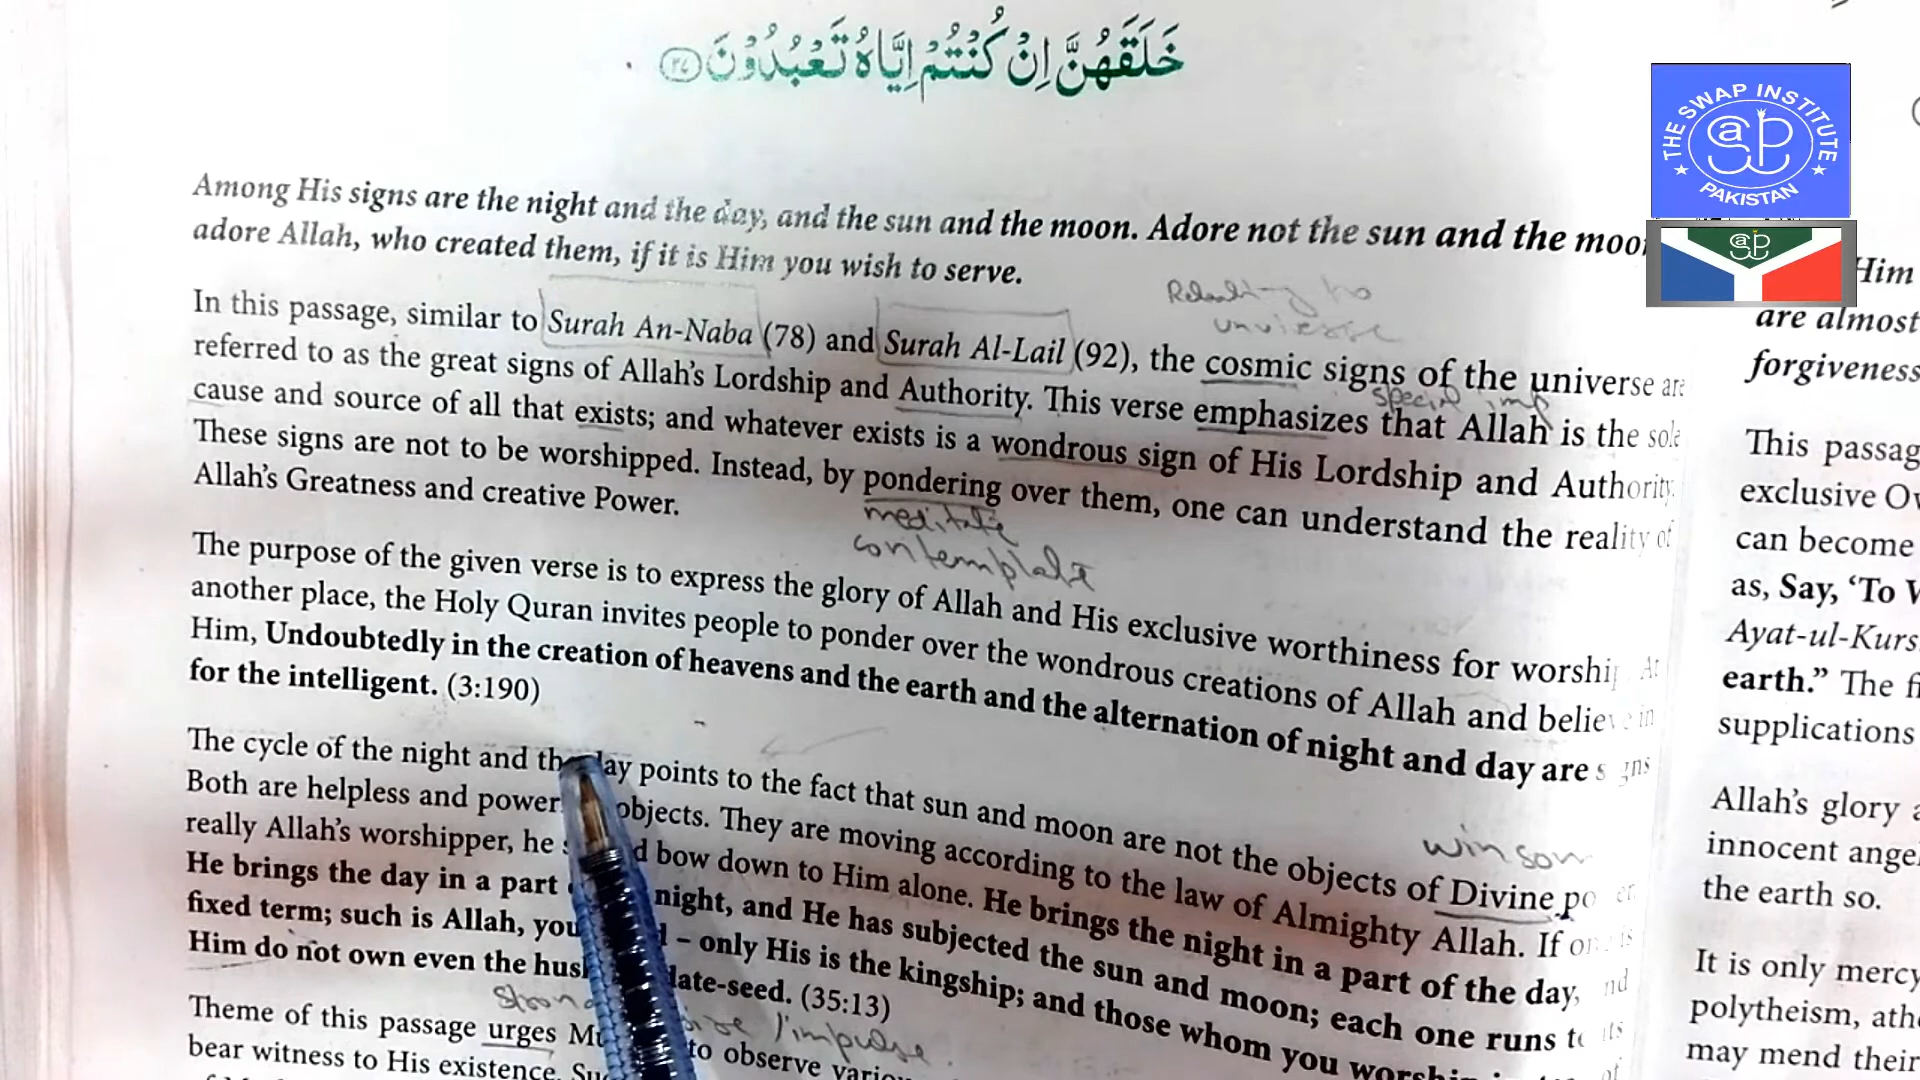 خَلَقَهُنَّ اِنْ كُنْتُمْ اِيَّاهُ تَعْبُدُوْنَ ﴿۳۷﴾
Among His signs are the night and the day, and the sun and the moon. Adore not the sun and the moon
adore Allah, who created them, if it is Him you wish to serve.
Relating to
universe
In this passage, similar to Surah An-Naba (78) and Surah Al-Lail (92), the cosmic signs of the universe are
referred to as the great signs of Allah's Lordship and Authority. This verse emphasizes that Allah is the sole
special imp
cause and source of all that exists; and whatever exists is a wondrous sign of His Lordship and Authority.
These signs are not to be worshipped. Instead, by pondering over them, one can understand the reality of
Allah's Greatness and creative Power.
meditate
contemplate
The purpose of the given verse is to express the glory of Allah and His exclusive worthiness for worship. At
another place, the Holy Quran invites people to ponder over the wondrous creations of Allah and believe in
Him, Undoubtedly in the creation of heavens and the earth and the alternation of night and day are signs
for the intelligent. (3:190)
The cycle of the night and the day points to the fact that sun and moon are not the objects of Divine po er.
Both are helpless and power objects. They are moving according to the law of Almighty Allah. If one is
really Allah's worshipper, he s d bow down to Him alone. He brings the night in a part of the day, nd
He brings the day in a part night, and He has subjected the sun and moon; each one runs to its
fixed term; such is Allah, you – only His is the kingship; and those whom you worship
Him do not own even the hus date-seed. (35:13)
l'impulse
Theme of this passage urges Mu to observe
bear witness to His existence.
THE SWAP INSTITUTE
PAKISTAN
Him
are almost
forgiveness
This passag
exclusive Ow
can become
as, Say, 'To W
Ayat-ul-Kurs
earth." The fi
supplications
Allah's glory a
innocent angel
the earth so.
It is only mercy
polytheism, athe
may mend their